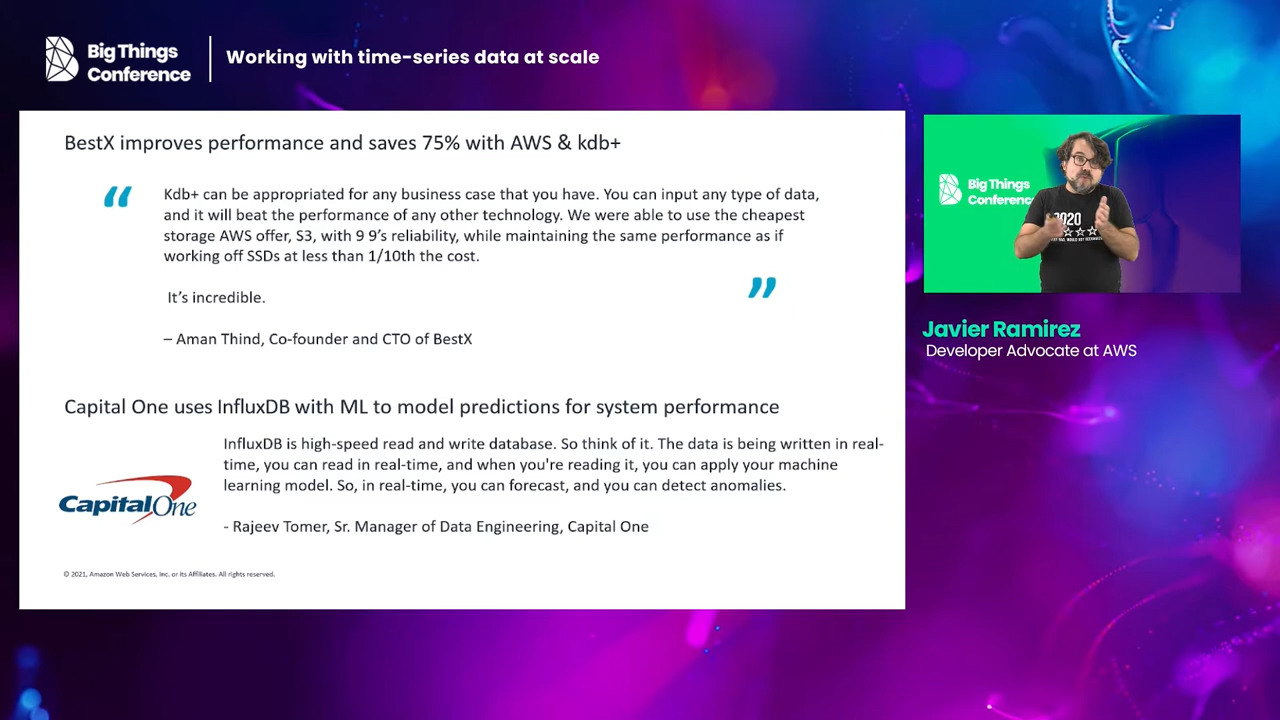 Big Things
Conference
Working with time-series data at scale
BestX improves performance and saves 75% with AWS & kdb+
“
Kdb+ can be appropriated for any business case that you have. You can input any type of data,
and it will beat the performance of any other technology. We were able to use the cheapest
storage AWS offer, S3, with 9 9’s reliability, while maintaining the same performance as if
working off SSDs at less than 1/10th the cost.
It’s incredible.
”
– Aman Thind, Co-founder and CTO of BestX
Capital One uses InfluxDB with ML to model predictions for system performance
InfluxDB is high-speed read and write database. So think of it. The data is being written in real-
time, you can read in real-time, and when you're reading it, you can apply your machine
learning model. So, in real-time, you can forecast, and you can detect anomalies.
CapitalOne
- Rajeev Tomer, Sr. Manager of Data Engineering, Capital One
© 2021, Amazon Web Services, Inc. or its Affiliates. All rights reserved.
Big Things
Conference
2020
Javier Ramirez
Developer Advocate at AWS